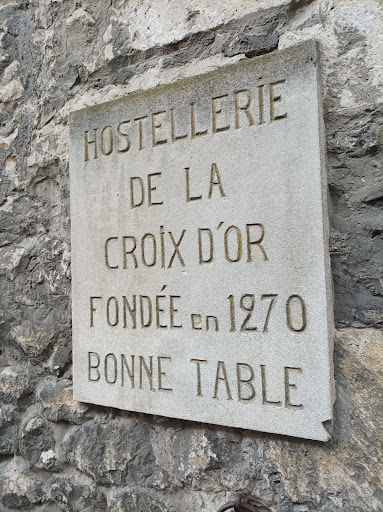 HOSTELLERiE
DE LA
CROiX D'OR
FONDÉE en 1270
BONNE TABLE